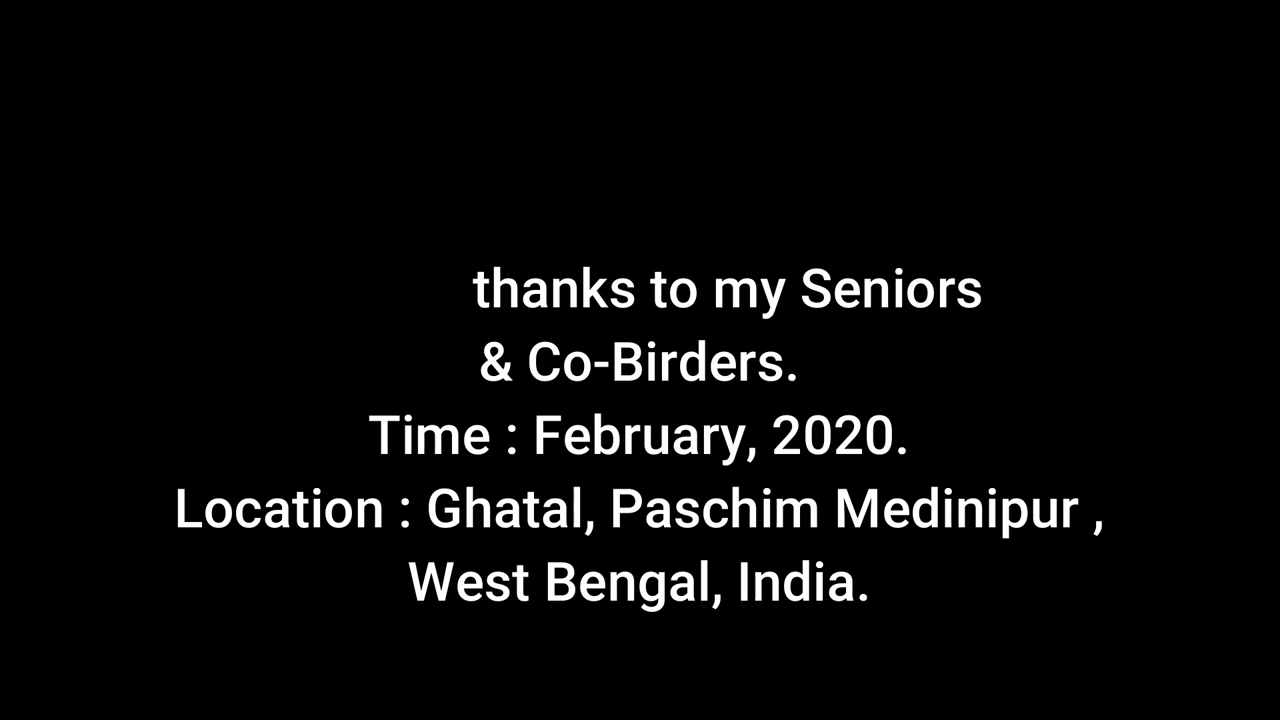 thanks to my Seniors
& Co-Birders.
Time : February, 2020.
Location : Ghatal, Paschim Medinipur ,
West Bengal, India.